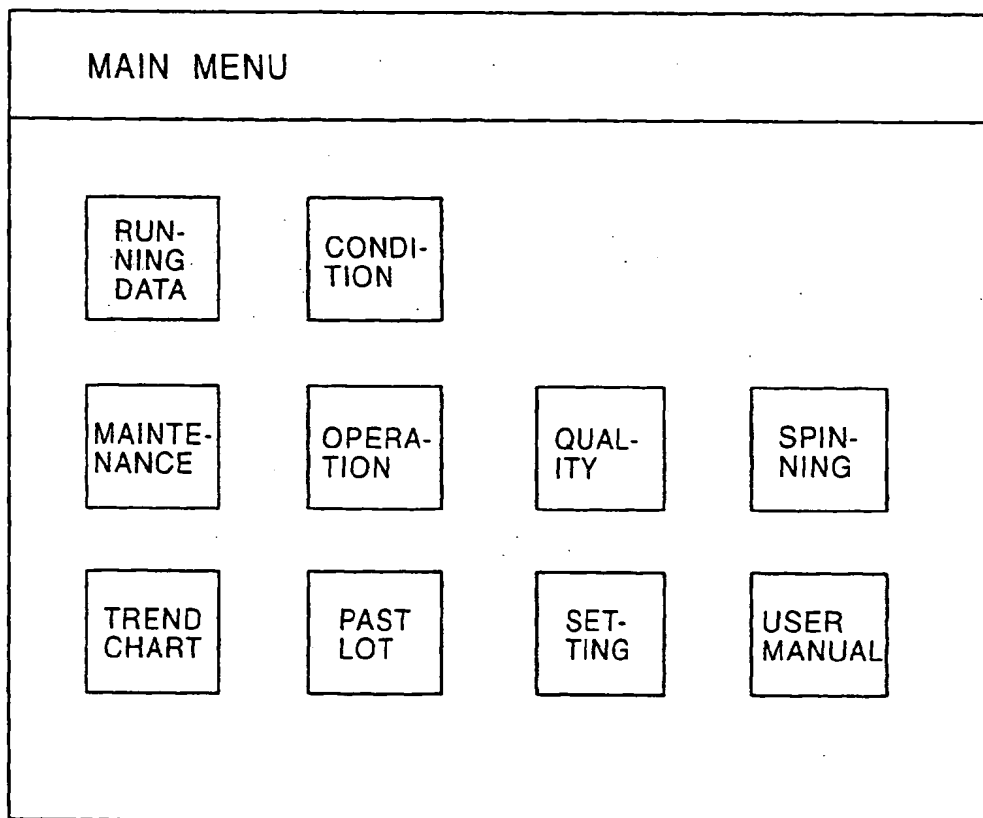 MAIN MENU
RUN-
NING
DATA
CONDI-
TION
MAINTE-
NANCE
OPERA-
TION
QUAL-
ITY
SPIN-
NING
TREND
CHART
PAST
LOT
SET-
TING
USER
MANUAL